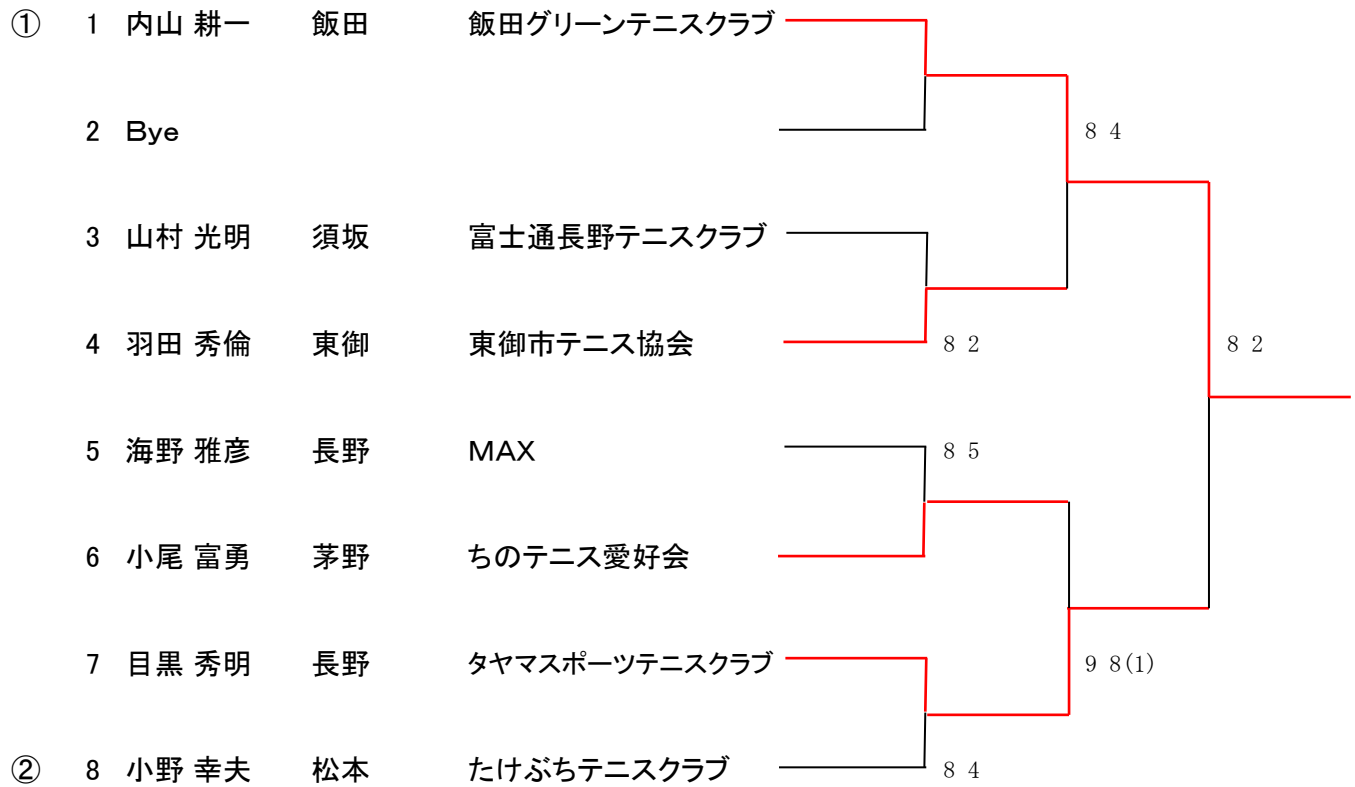 ① 1 内山 耕一 飯田 飯田グリーンテニスクラブ
2 Bye 8 4
3 山村 光明 須坂 富士通長野テニスクラブ
4 羽田 秀倫 東御 東御市テニス協会 8 2 8 2
5 海野 雅彦 長野 MAX 8 5
6 小尾 富勇 茅野 ちのテニス愛好会
7 目黒 秀明 長野 タヤマスポーツテニスクラブ 9 8(1)
② 8 小野 幸夫 松本 たけぶちテニスクラブ 8 4